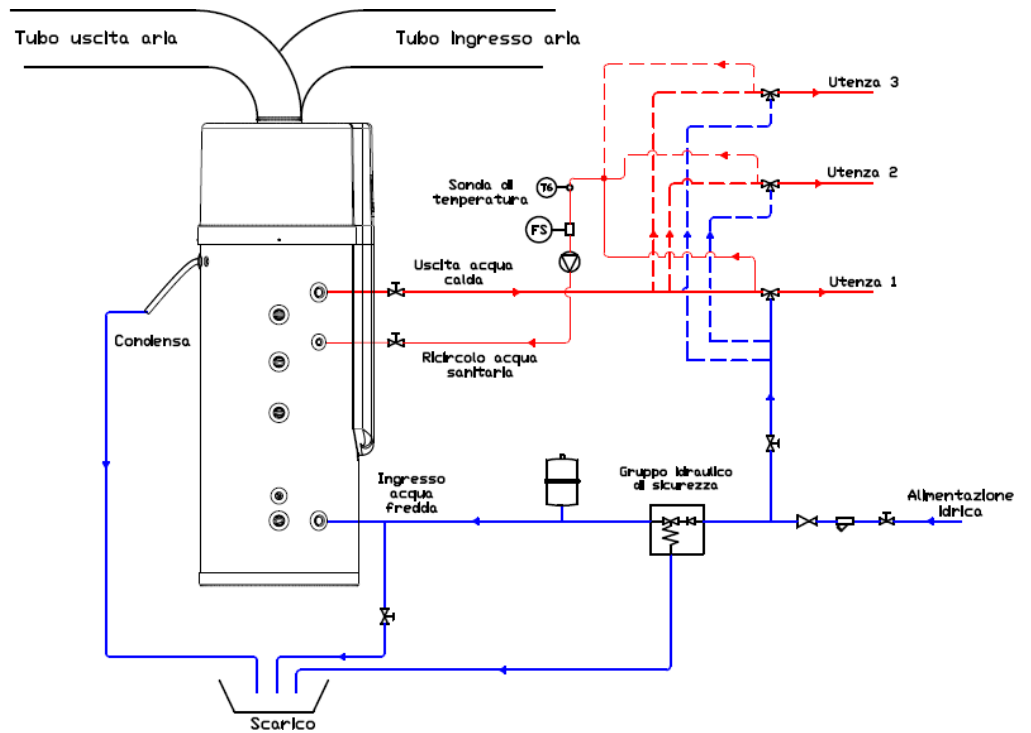 Tubo uscita aria
Tubo ingresso aria
Utenza 3
Utenza 2
Sonda di
temperatura
T6
FS
Uscita acqua
calda
Utenza 1
Condensa
Ricircolo acqua
sanitaria
Ingresso
acqua
fredda
Gruppo idraulico
di sicurezza
Alimentazione
idrica
Scarico